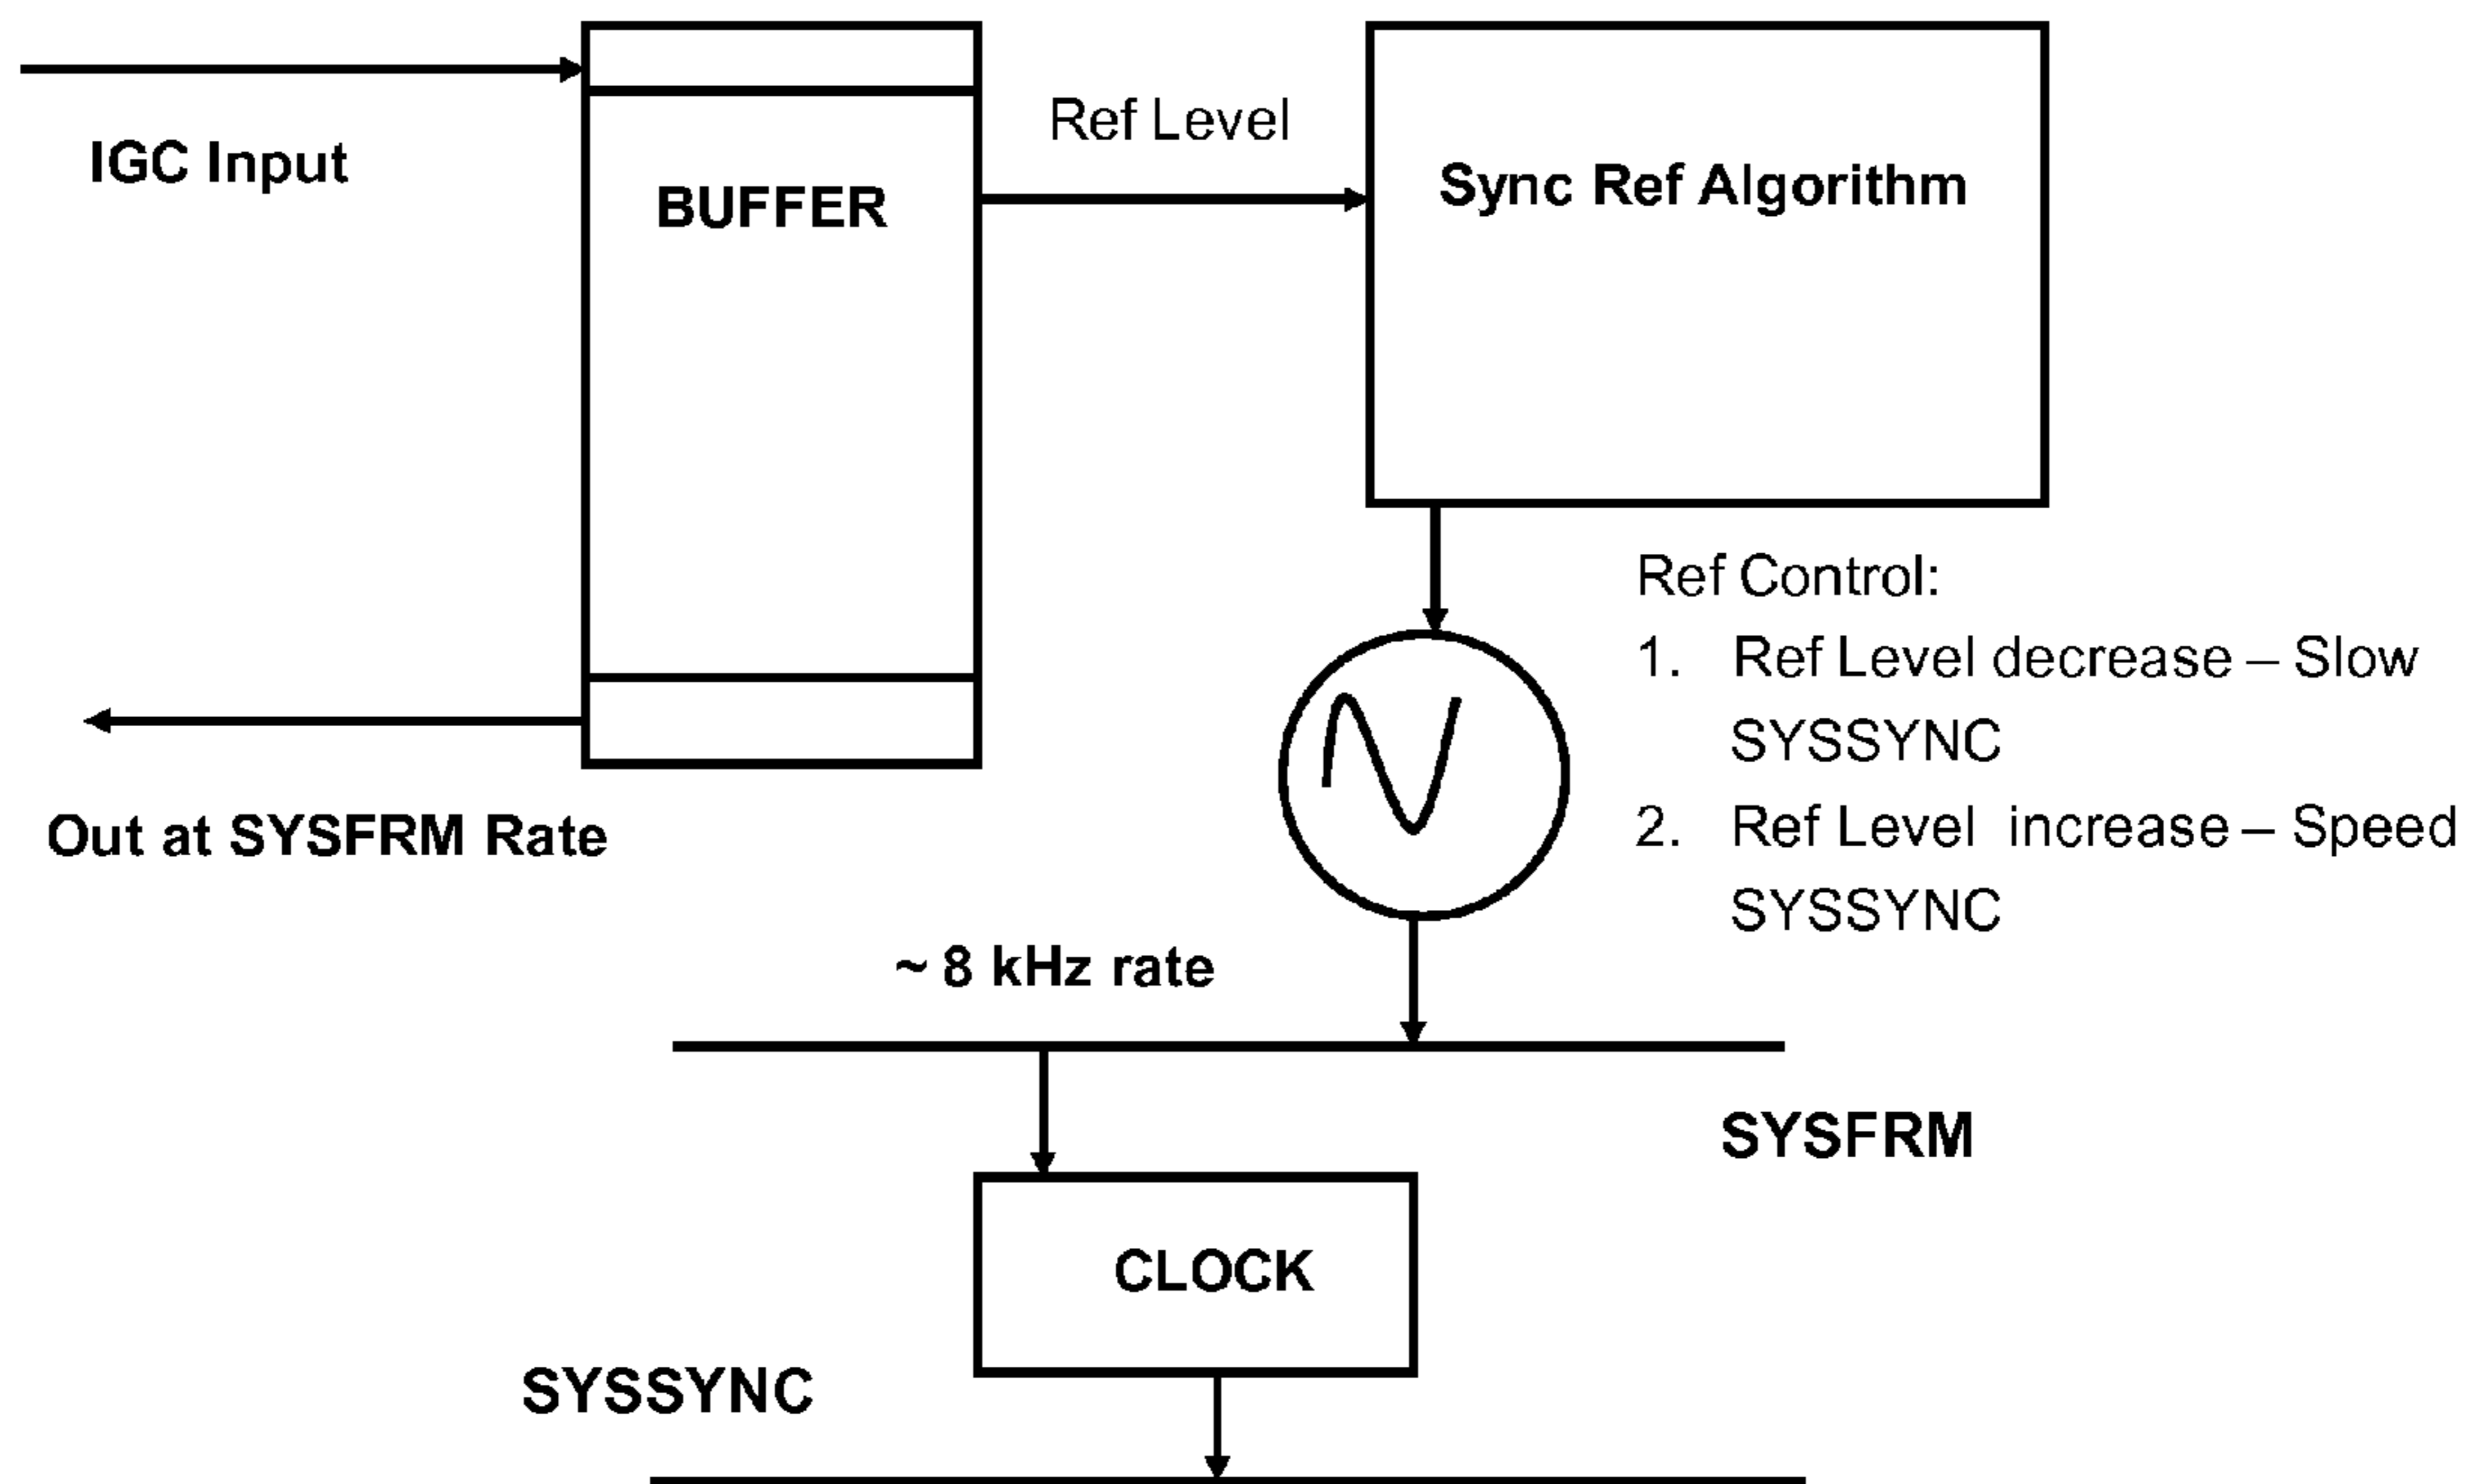 IGC Input
BUFFER
Ref Level
Sync Ref Algorithm
Ref Control:
1. Ref Level decrease – Slow
SYSSYNC
2. Ref Level increase – Speed
SYSSYNC
Out at SYSFRM Rate
~ 8 kHz rate
SYSFRM
CLOCK
SYSSYNC